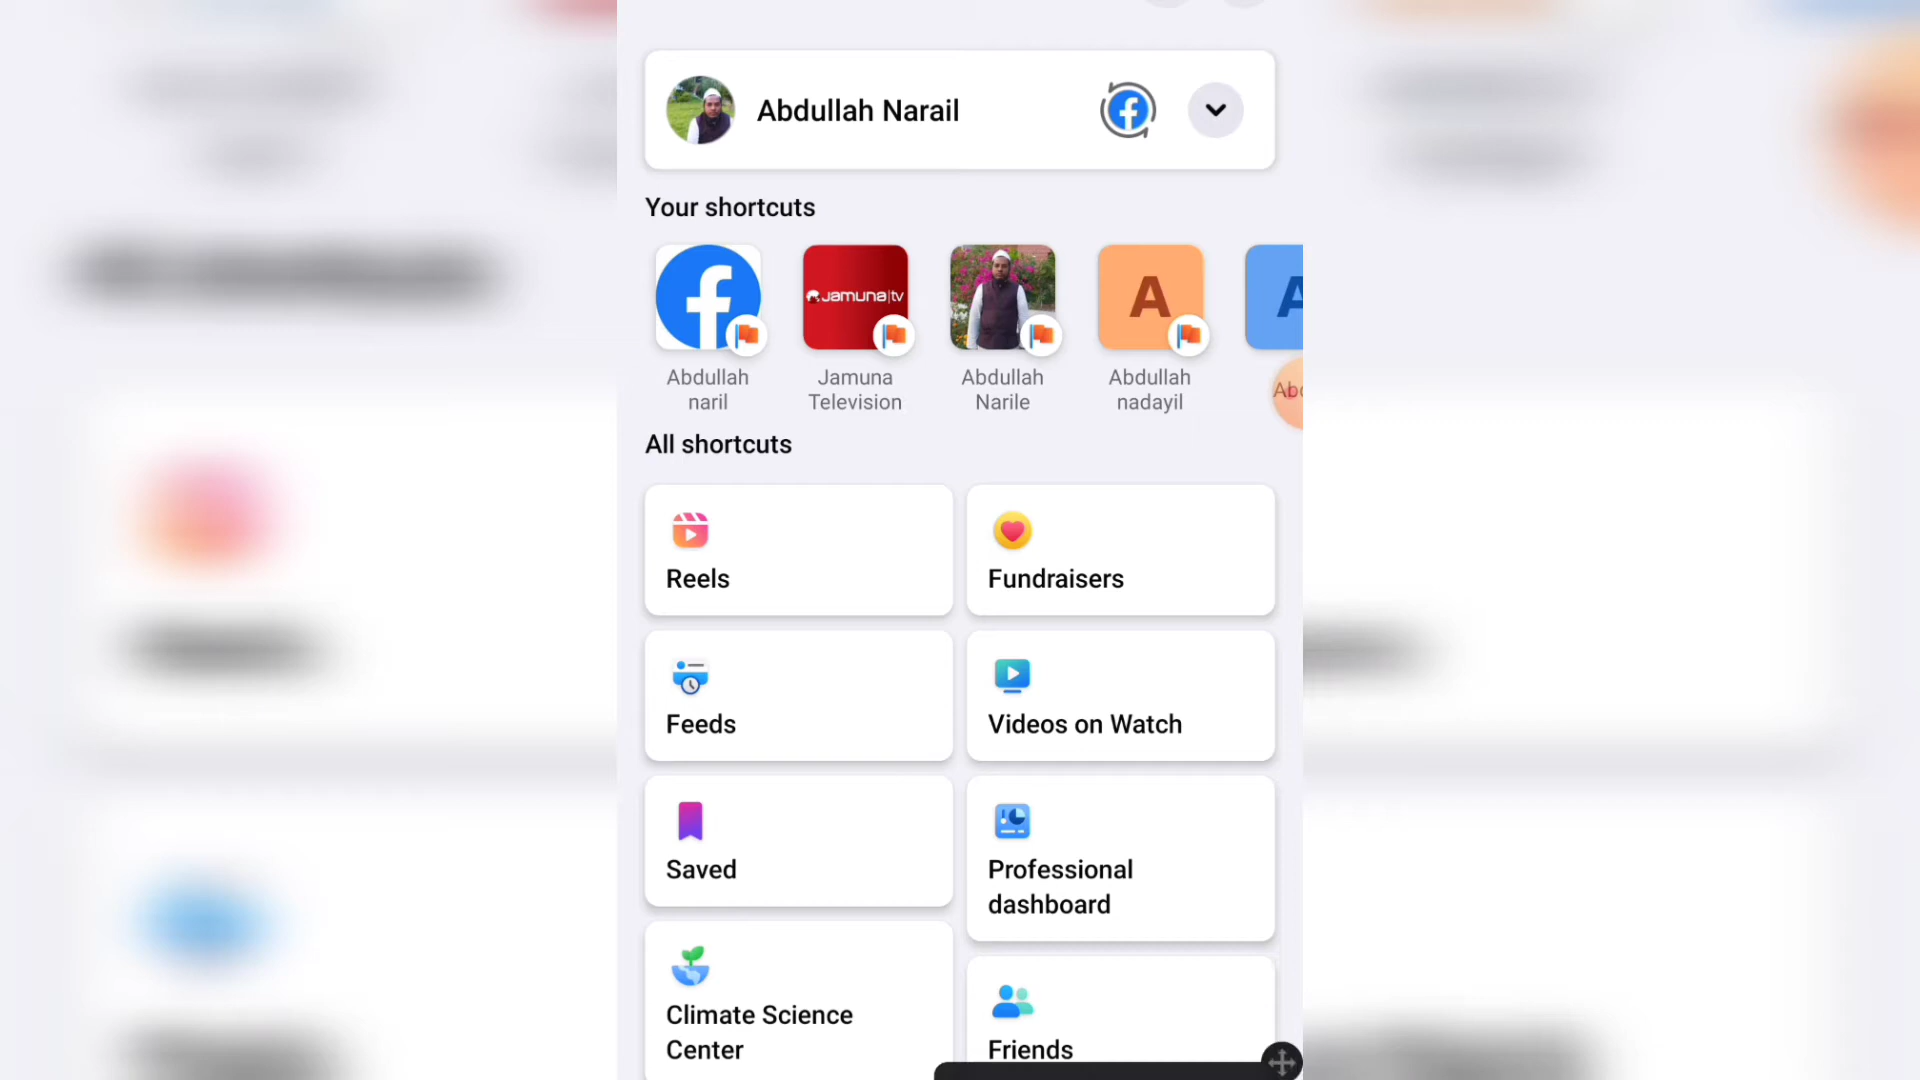 Abdullah Narail
Your shortcuts
Jamuna|tv
A
A
Abdullah
naril
Jamuna
Television
Abdullah
Narile
Abdullah
nadayil
All shortcuts
Reels
Fundraisers
Feeds
Videos on Watch
Saved
Professional
dashboard
Climate Science
Center
Friends